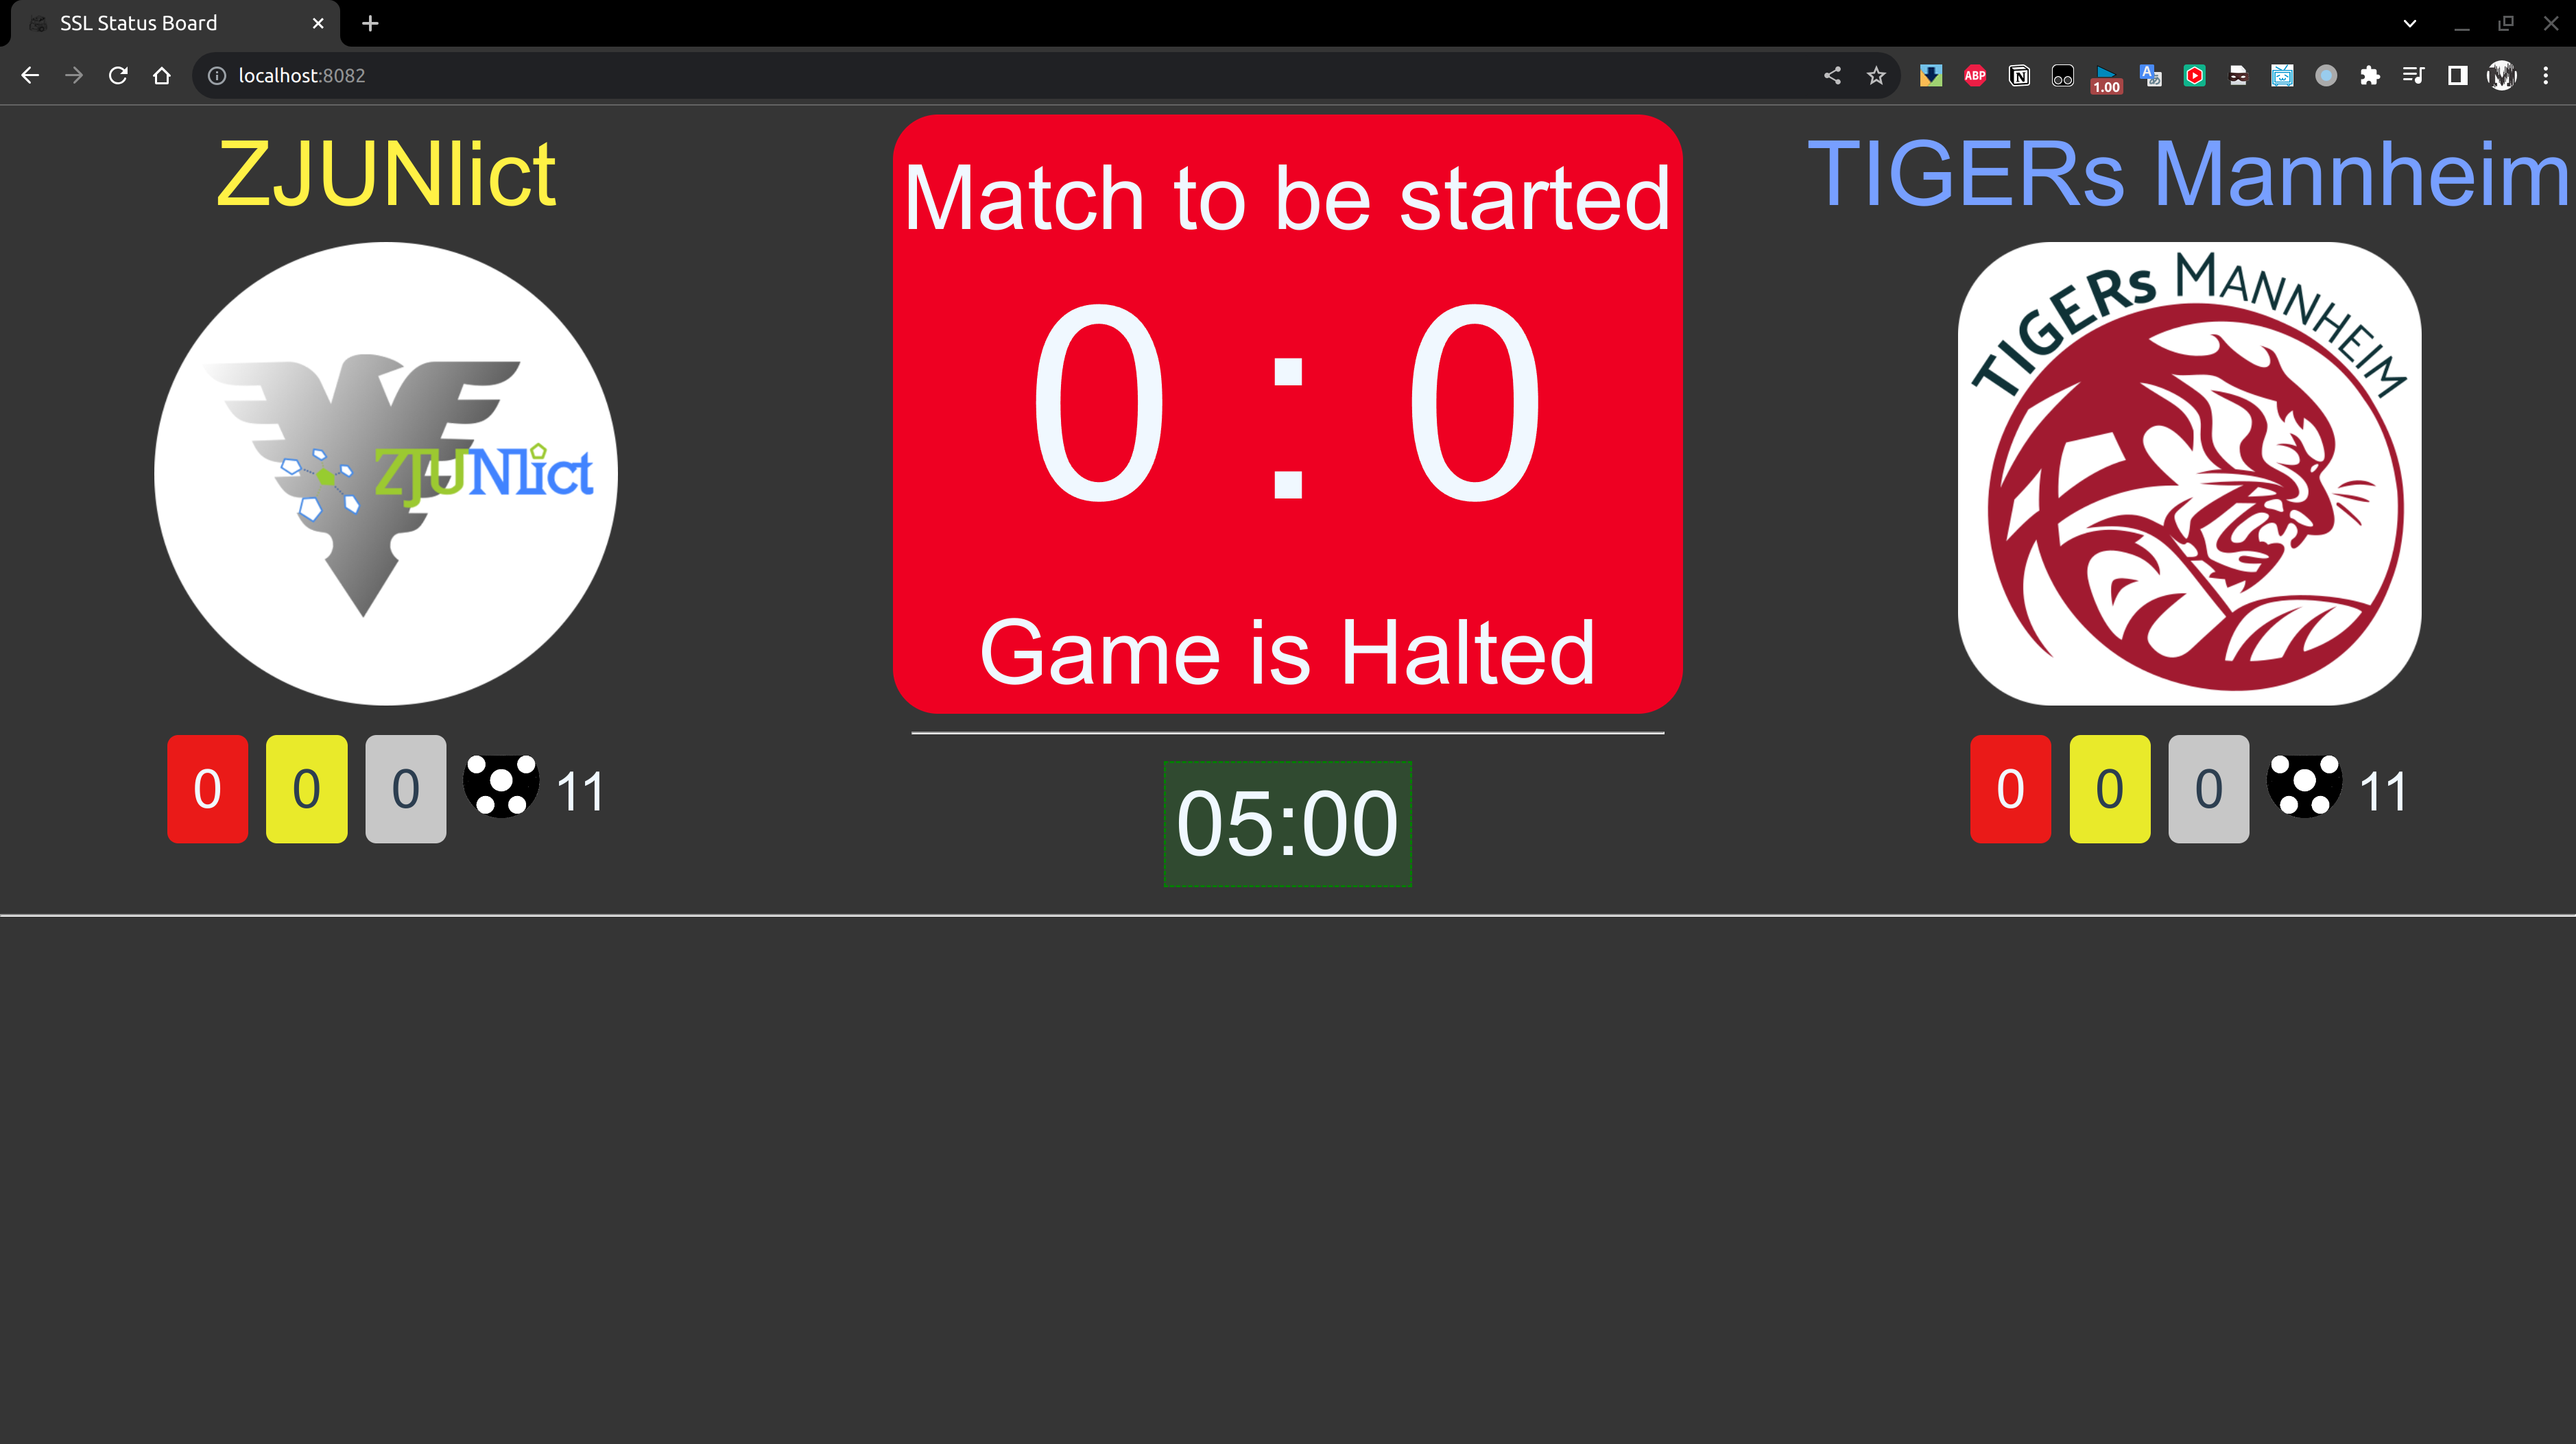 SSL Status Board
localhost:8082
ABP
1.00
ZJUNlict
Match to be started
TIGERs Mannheim
ZJUNlict
0 : 0
TIGERs MANNHEIM
Game is Halted
0 0 0 11
05:00
0 0 0 11